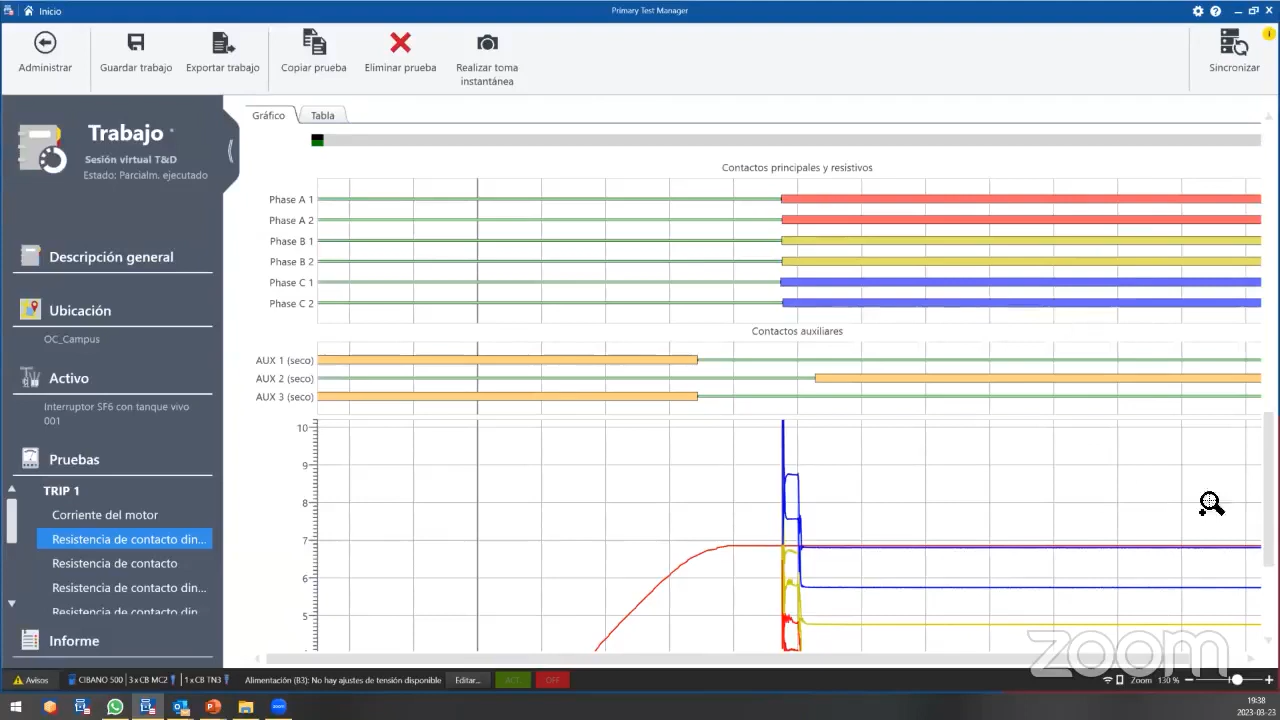 Inicio
Primary Test Manager
Administrar
Guardar trabajo
Exportar trabajo
Copiar prueba
Eliminar prueba
Realizar toma
instantánea
Sincronizar
Trabajo *
Sesión virtual T&D
Estado: Parcialm. ejecutado
Descripción general
Ubicación
OC_Campus
Activo
Interruptor SF6 con tanque vivo
001
Pruebas
TRIP 1
Corriente del motor
Resistencia de contacto din...
Resistencia de contacto
Resistencia de contacto din...
Resistencia de contacto din...
Informe
Gráfico
Tabla
Contactos principales y resistivos
Phase A 1
Phase A 2
Phase B 1
Phase B 2
Phase C 1
Phase C 2
Contactos auxiliares
AUX 1 (seco)
AUX 2 (seco)
AUX 3 (seco)
10
9
8
7
6
5
zoom
Avisos
CIBANO 500
3 x CB MC2
1 x CB TN3
Alimentación (B3): No hay ajustes de tensión disponible
Editar...
ACT.
OFF
Zoom 130 %
19:38
2023-03-23